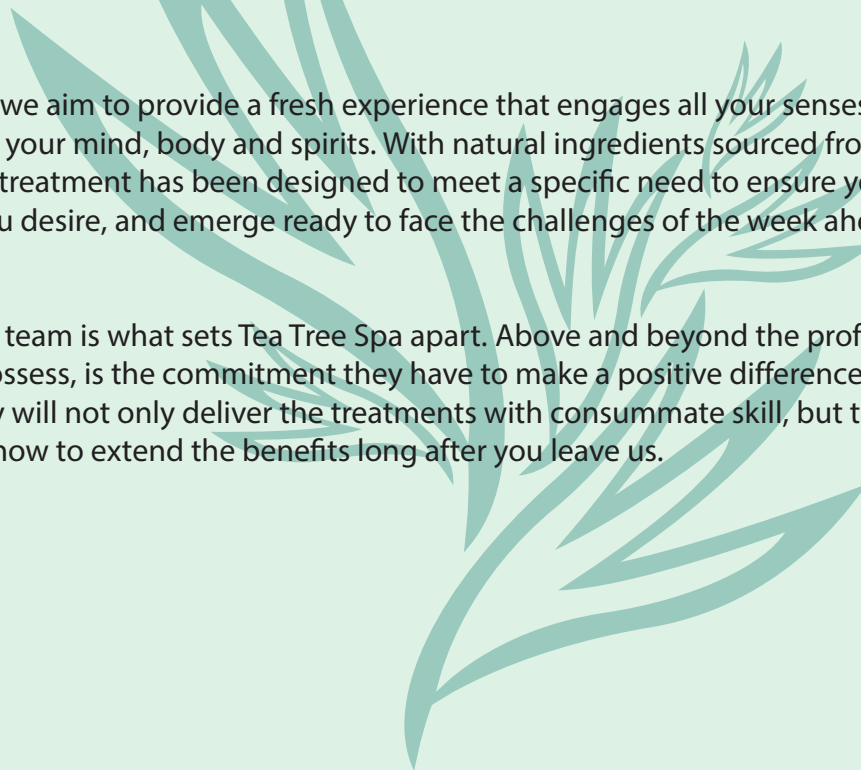 we aim to provide a fresh experience that engages all your senses
your mind, body and spirits. With natural ingredients sourced fro
treatment has been designed to meet a specific need to ensure y
u desire, and emerge ready to face the challenges of the week ah
team is what sets Tea Tree Spa apart. Above and beyond the prof
ossess, is the commitment they have to make a positive difference
y will not only deliver the treatments with consummate skill, but t
how to extend the benefits long after you leave us.